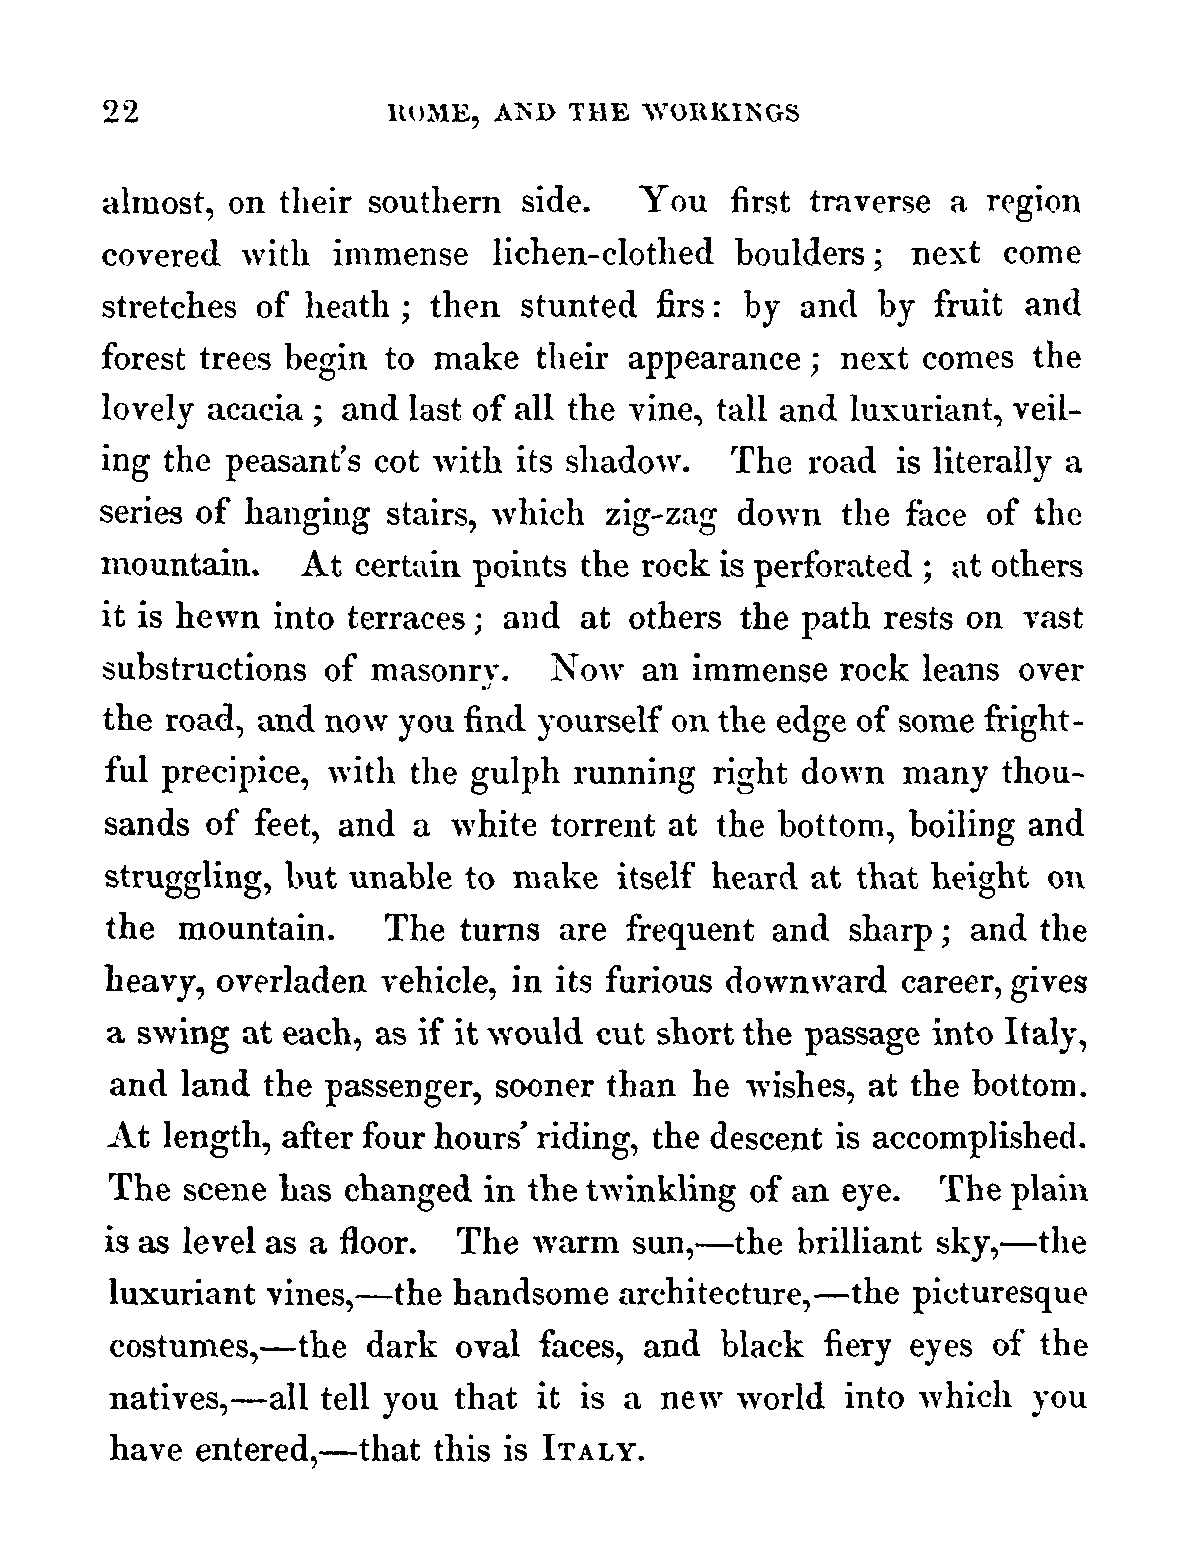 22 ROME, AND THE WORKINGS
almost, on their southern side. You first traverse a region
covered with immense lichen-clothed boulders; next come
stretches of heath; then stunted firs: by and by fruit and
forest trees begin to make their appearance; next comes the
lovely acacia; and last of all the vine, tall and luxuriant, veil-
ing the peasant's cot with its shadow. The road is literally a
series of hanging stairs, which zig-zag down the face of the
mountain. At certain points the rock is perforated; at others
it is hewn into terraces; and at others the path rests on vast
substructions of masonry. Now an immense rock leans over
the road, and now you find yourself on the edge of some fright-
ful precipice, with the gulph running right down many thou-
sands of feet, and a white torrent at the bottom, boiling and
struggling, but unable to make itself heard at that height on
the mountain. The turns are frequent and sharp; and the
heavy, overladen vehicle, in its furious downward career, gives
a swing at each, as if it would cut short the passage into Italy,
and land the passenger, sooner than he wishes, at the bottom.
At length, after four hours' riding, the descent is accomplished.
The scene has changed in the twinkling of an eye. The plain
is as level as a floor. The warm sun,—the brilliant sky,—the
luxuriant vines,—the handsome architecture,—the picturesque
costumes,—the dark oval faces, and black fiery eyes of the
natives,—all tell you that it is a new world into which you
have entered,—that this is ITALY.